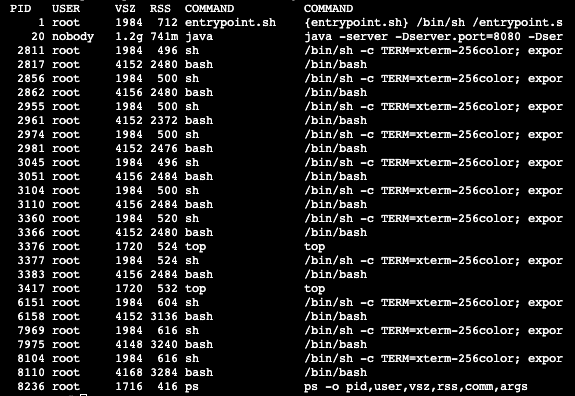 PID USER VSZ RSS COMMAND COMMAND
1 root 1984 712 entrypoint.sh {entrypoint.sh} /bin/sh /entrypoint.s
20 nobody 1.2g 741m java java -server -Dserver.port=8080 -Dser
2811 root 1984 496 sh /bin/sh -c TERM=xterm-256color; expor
2817 root 4152 2480 bash /bin/bash
2856 root 1984 500 sh /bin/sh -c TERM=xterm-256color; expor
2862 root 4156 2480 bash /bin/bash
2955 root 1984 500 sh /bin/sh -c TERM=xterm-256color; expor
2961 root 4152 2372 bash /bin/bash
2974 root 1984 500 sh /bin/sh -c TERM=xterm-256color; expor
2981 root 4152 2476 bash /bin/bash
3045 root 1984 496 sh /bin/sh -c TERM=xterm-256color; expor
3051 root 4156 2484 bash /bin/bash
3104 root 1984 500 sh /bin/sh -c TERM=xterm-256color; expor
3110 root 4156 2484 bash /bin/bash
3360 root 1984 520 sh /bin/sh -c TERM=xterm-256color; expor
3366 root 4152 2480 bash /bin/bash
3376 root 1720 524 top top
3377 root 1984 524 sh /bin/sh -c TERM=xterm-256color; expor
3383 root 4156 2484 bash /bin/bash
3417 root 1720 532 top top
6151 root 1984 604 sh /bin/sh -c TERM=xterm-256color; expor
6158 root 4152 3136 bash /bin/bash
7969 root 1984 616 sh /bin/sh -c TERM=xterm-256color; expor
7975 root 4148 3240 bash /bin/bash
8104 root 1984 616 sh /bin/sh -c TERM=xterm-256color; expor
8110 root 4168 3284 bash /bin/bash
8236 root 1716 416 ps ps -o pid,user,vsz,rss,comm,args